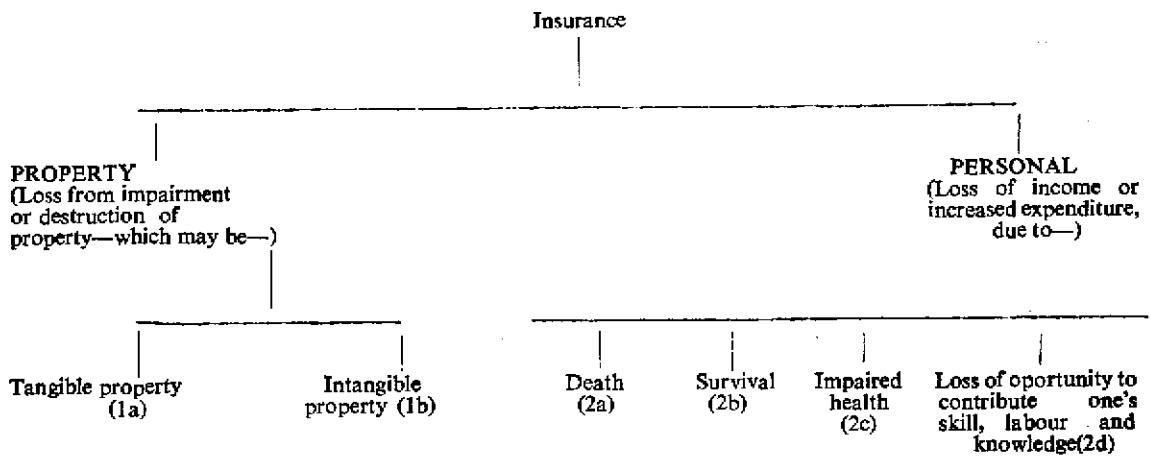 Insurance
PROPERTY
(Loss from impairment
or destruction of
property—which may be—)
PERSONAL
(Loss of income or
increased expenditure,
due to—)
Tangible property
(1a)
Intangible
property (1b)
Death
(2a)
Survival
(2b)
Impaired
health
(2c)
Loss of oportunity to
contribute one's
skill, labour and
knowledge(2d)